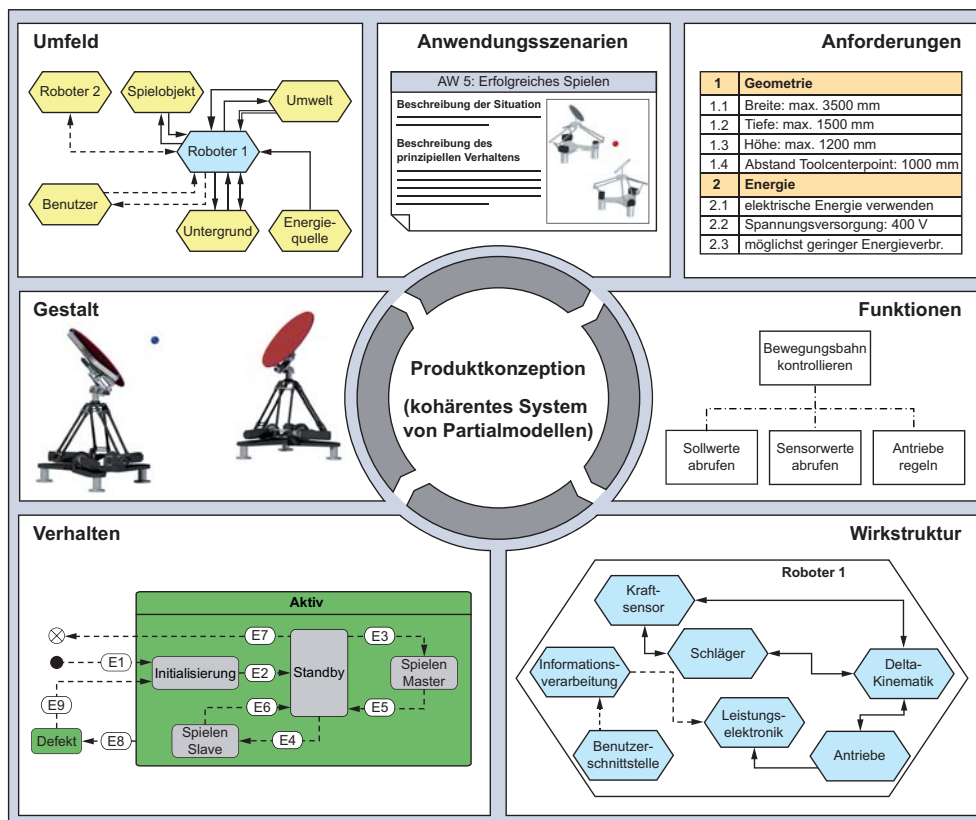 Umfeld
Roboter 2
Spielobjekt
Umwelt
Roboter 1
Benutzer
Untergrund
Energie-
quelle
Anwendungsszenarien
AW 5: Erfolgreiches Spielen
Beschreibung der Situation
Beschreibung des
prinzipiellen Verhaltens
Anforderungen
1 Geometrie
1.1 Breite: max. 3500 mm
1.2 Tiefe: max. 1500 mm
1.3 Höhe: max. 1200 mm
1.4 Abstand Toolcenterpoint: 1000 mm
2 Energie
2.1 elektrische Energie verwenden
2.2 Spannungsversorgung: 400 V
2.3 möglichst geringer Energieverbr.
Gestalt
Produktkonzeption
(kohärentes System
von Partialmodellen)
Funktionen
Bewegungsbahn
kontrollieren
Sollwerte
abrufen
Sensorwerte
abrufen
Antriebe
regeln
Verhalten
Aktiv
E7
E3
E1
Initialisierung
E2
Standby
Spielen
Master
E9
E6
E5
Defekt
E8
Spielen
Slave
E4
Wirkstruktur
Roboter 1
Kraft-
sensor
Schläger
Informations-
verarbeitung
Delta-
Kinematik
Leistungs-
elektronik
Benutzer-
schnittstelle
Antriebe